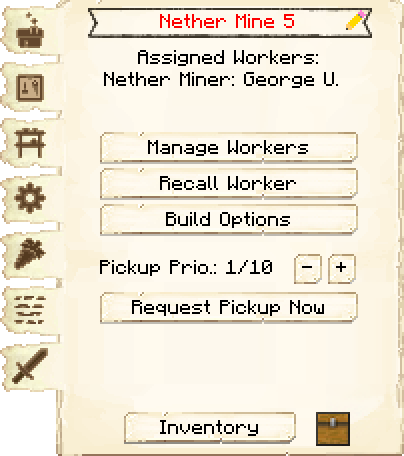 Nether Mine 5
Assigned Workers:
Nether Miner: George U.
Manage Workers
Recall Worker
Build Options
Pickup Prio.: 1/10 - +
Request Pickup Now
Inventory